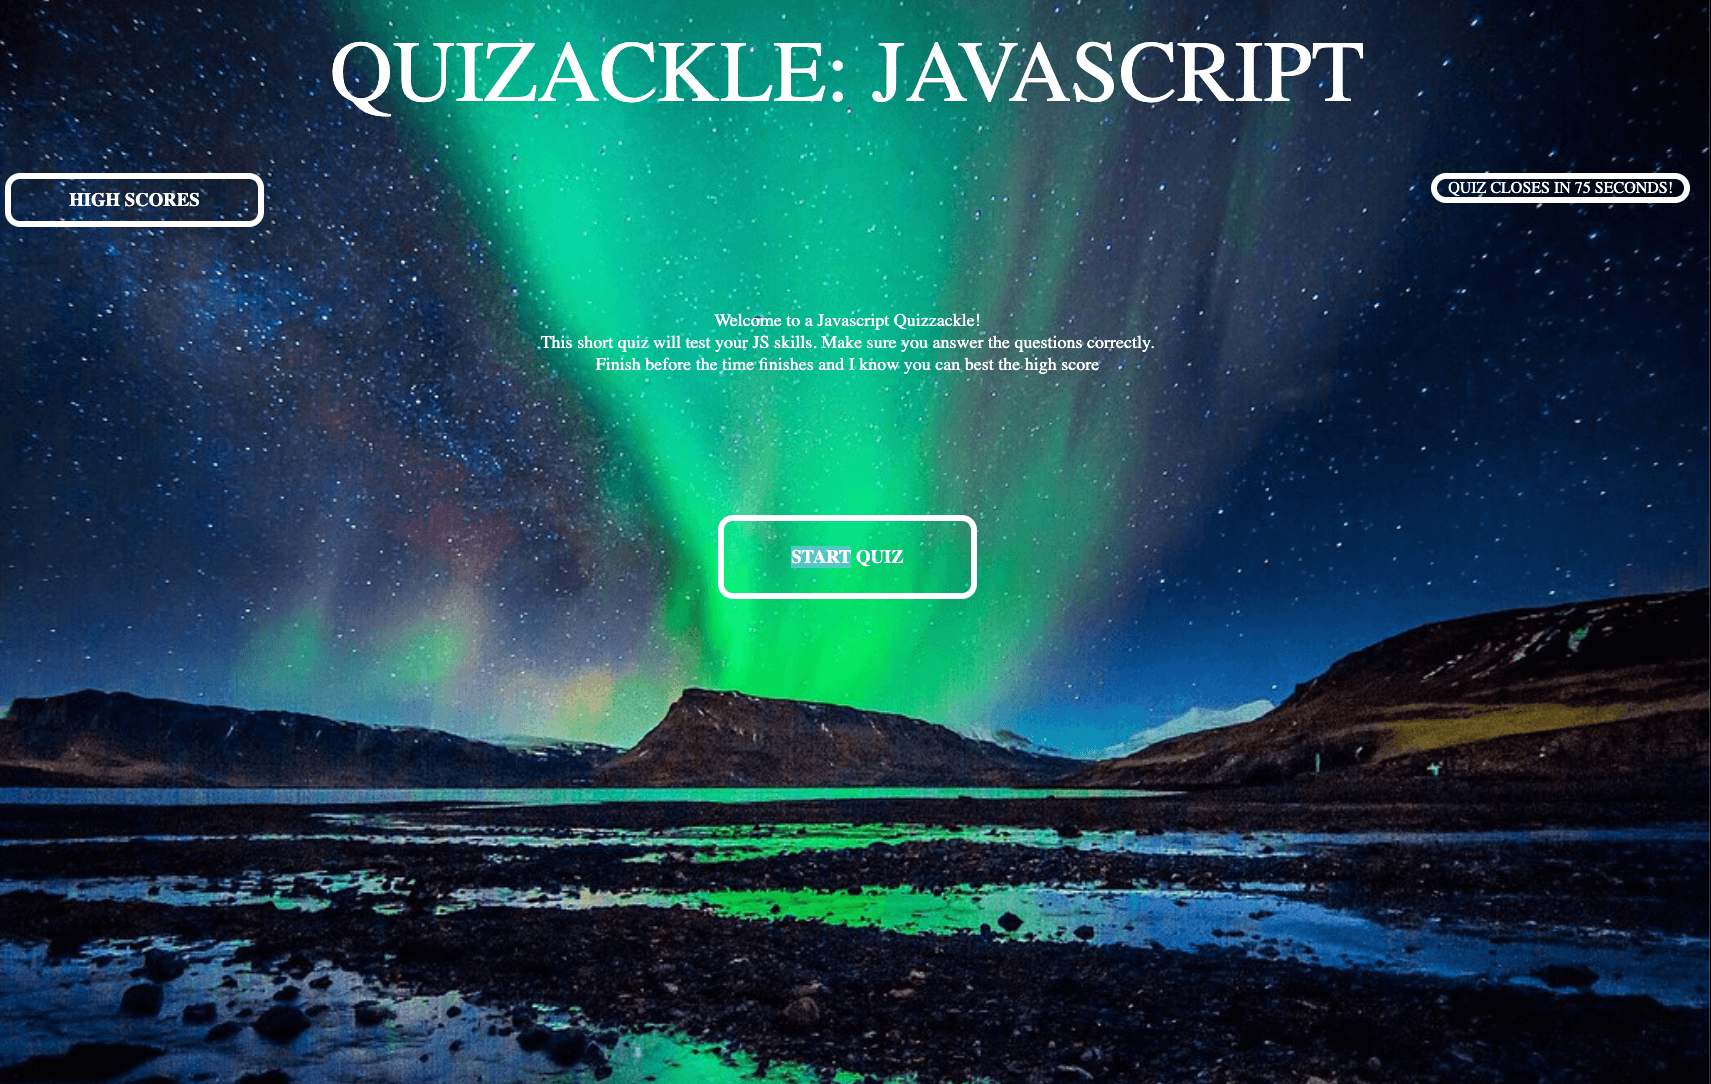 QUIZACKLE: JAVASCRIPT
HIGH SCORES
QUIZ CLOSES IN 75 SECONDS!
Welcome to a Javascript Quizzackle!
This short quiz will test your JS skills. Make sure you answer the questions correctly.
Finish before the time finishes and I know you can best the high score
START QUIZ